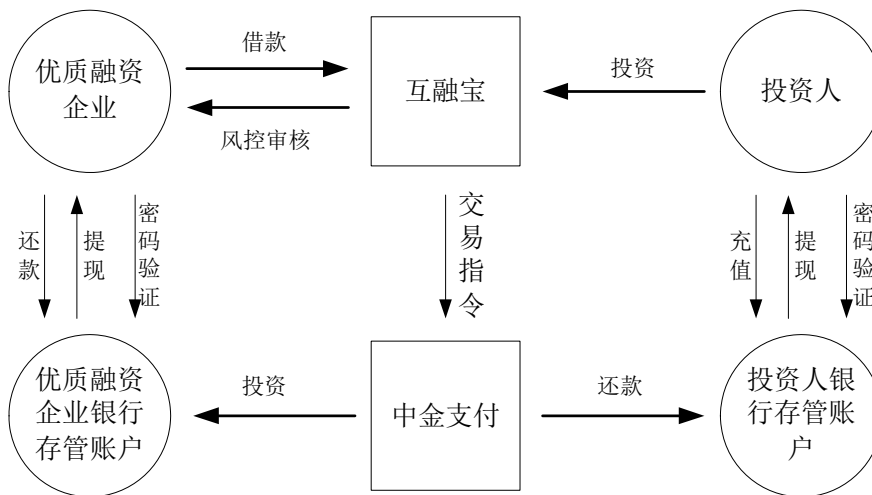 借款
优质融资
企业
互融宝
投资
投资人
风控审核
还款
提现
密码验证
交易指令
充值
提现
密码验证
优质融资
企业银行
存管账户
投资
中金支付
还款
投资人银
行存管账
户